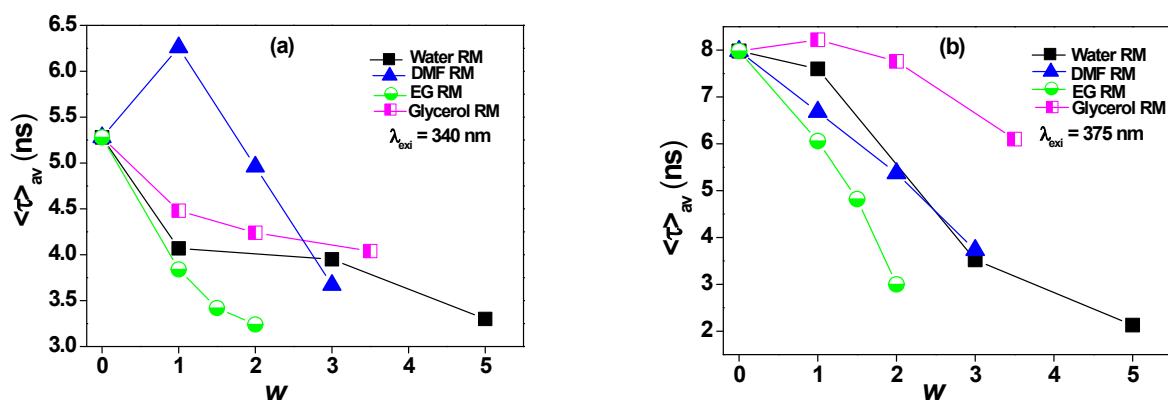 (a)
Water RM
DMF RM
EG RM
Glycerol RM
λexi = 340 nm
<τ>av (ns)
6.5
6.0
5.5
5.0
4.5
4.0
3.5
3.0
0 1 2 3 4 5
w
(b)
Water RM
DMF RM
EG RM
Glycerol RM
λexi = 375 nm
<τ>av (ns)
9
8
7
6
5
4
3
2
0 1 2 3 4 5
w